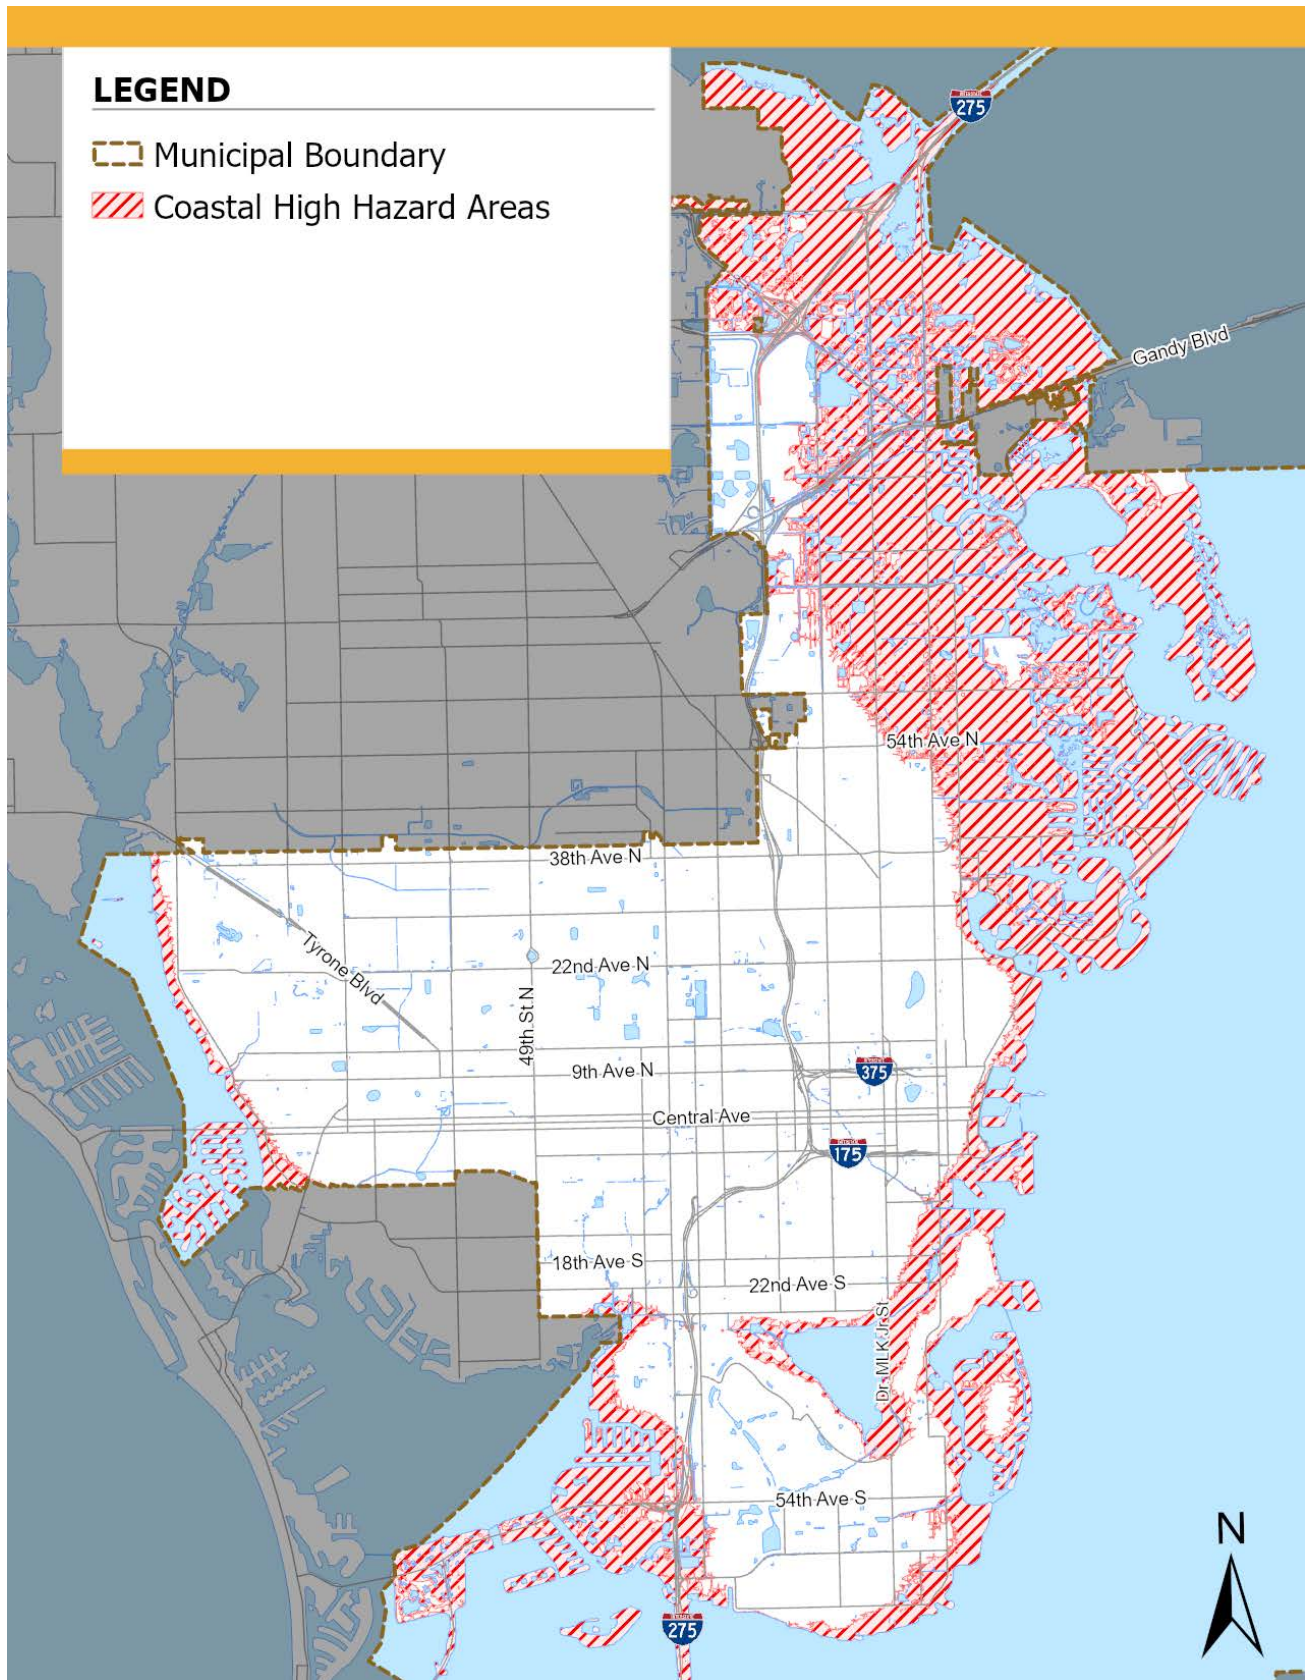 LEGEND
Municipal Boundary
Coastal High Hazard Areas
275
Gandy Blvd
54th Ave N
38th Ave N
Tyrone Blvd
22nd Ave N
49th St N
9th Ave N
375
Central Ave
175
18th Ave S
22nd Ave S
Dr. MLK Jr St
54th Ave S
N
275